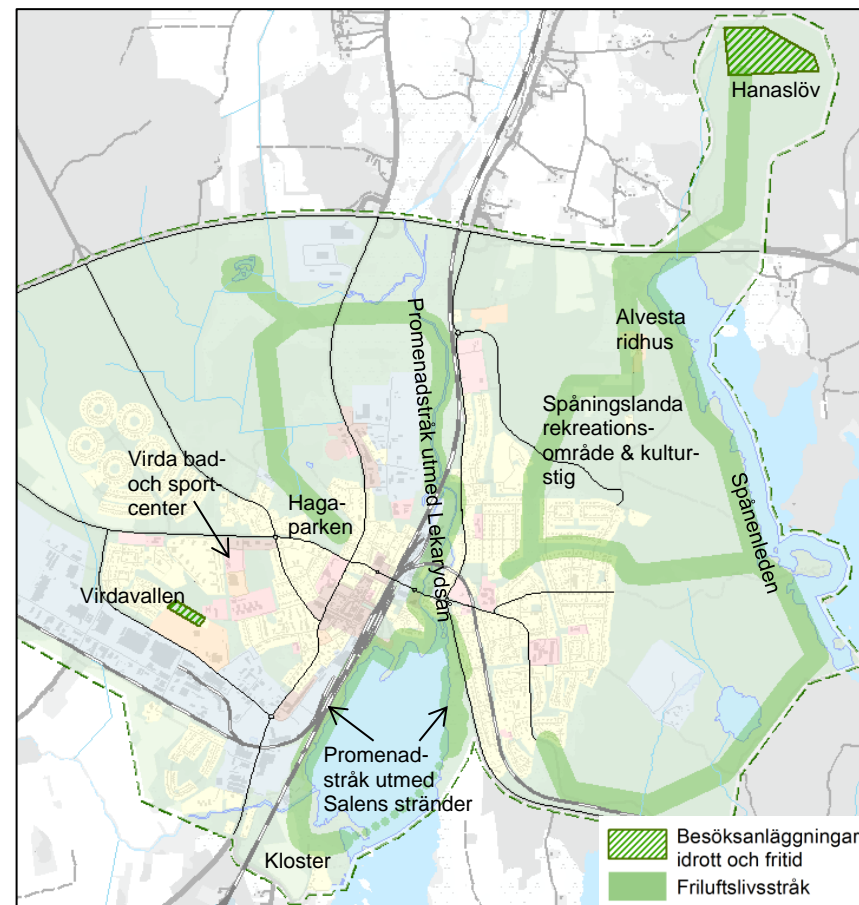 Hanaslöv
Alvesta
ridhus
Promenadstråk utmed Lekarydsån
Spåningslanda
rekreations-
område & kultur-
stig
Virda bad-
och sport-
center
Haga-
parken
Spånenleden
Virdavallen
Promenad-
stråk utmed
Salens stränder
Kloster
Besöksanläggningar
idrott och fritid
Friluftslivsstråk